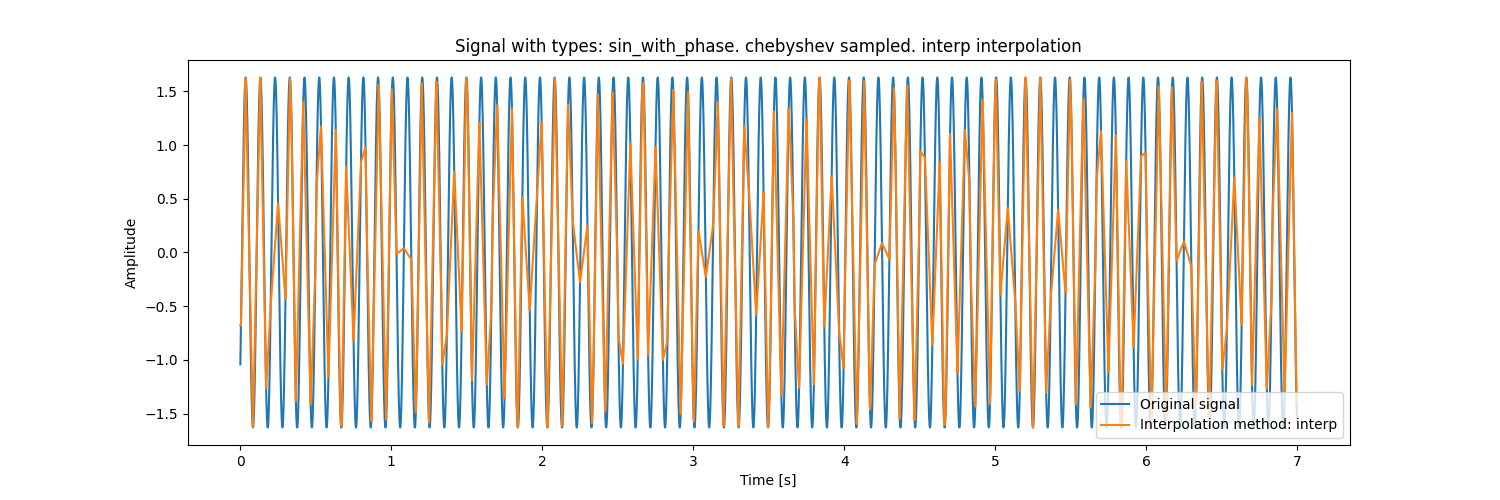 Signal with types: sin_with_phase. chebyshev sampled. interp interpolation
Amplitude
1.5
1.0
0.5
0.0
−0.5
−1.0
−1.5
Original signal
Interpolation method: interp
0 1 2 3 4 5 6 7
Time [s]